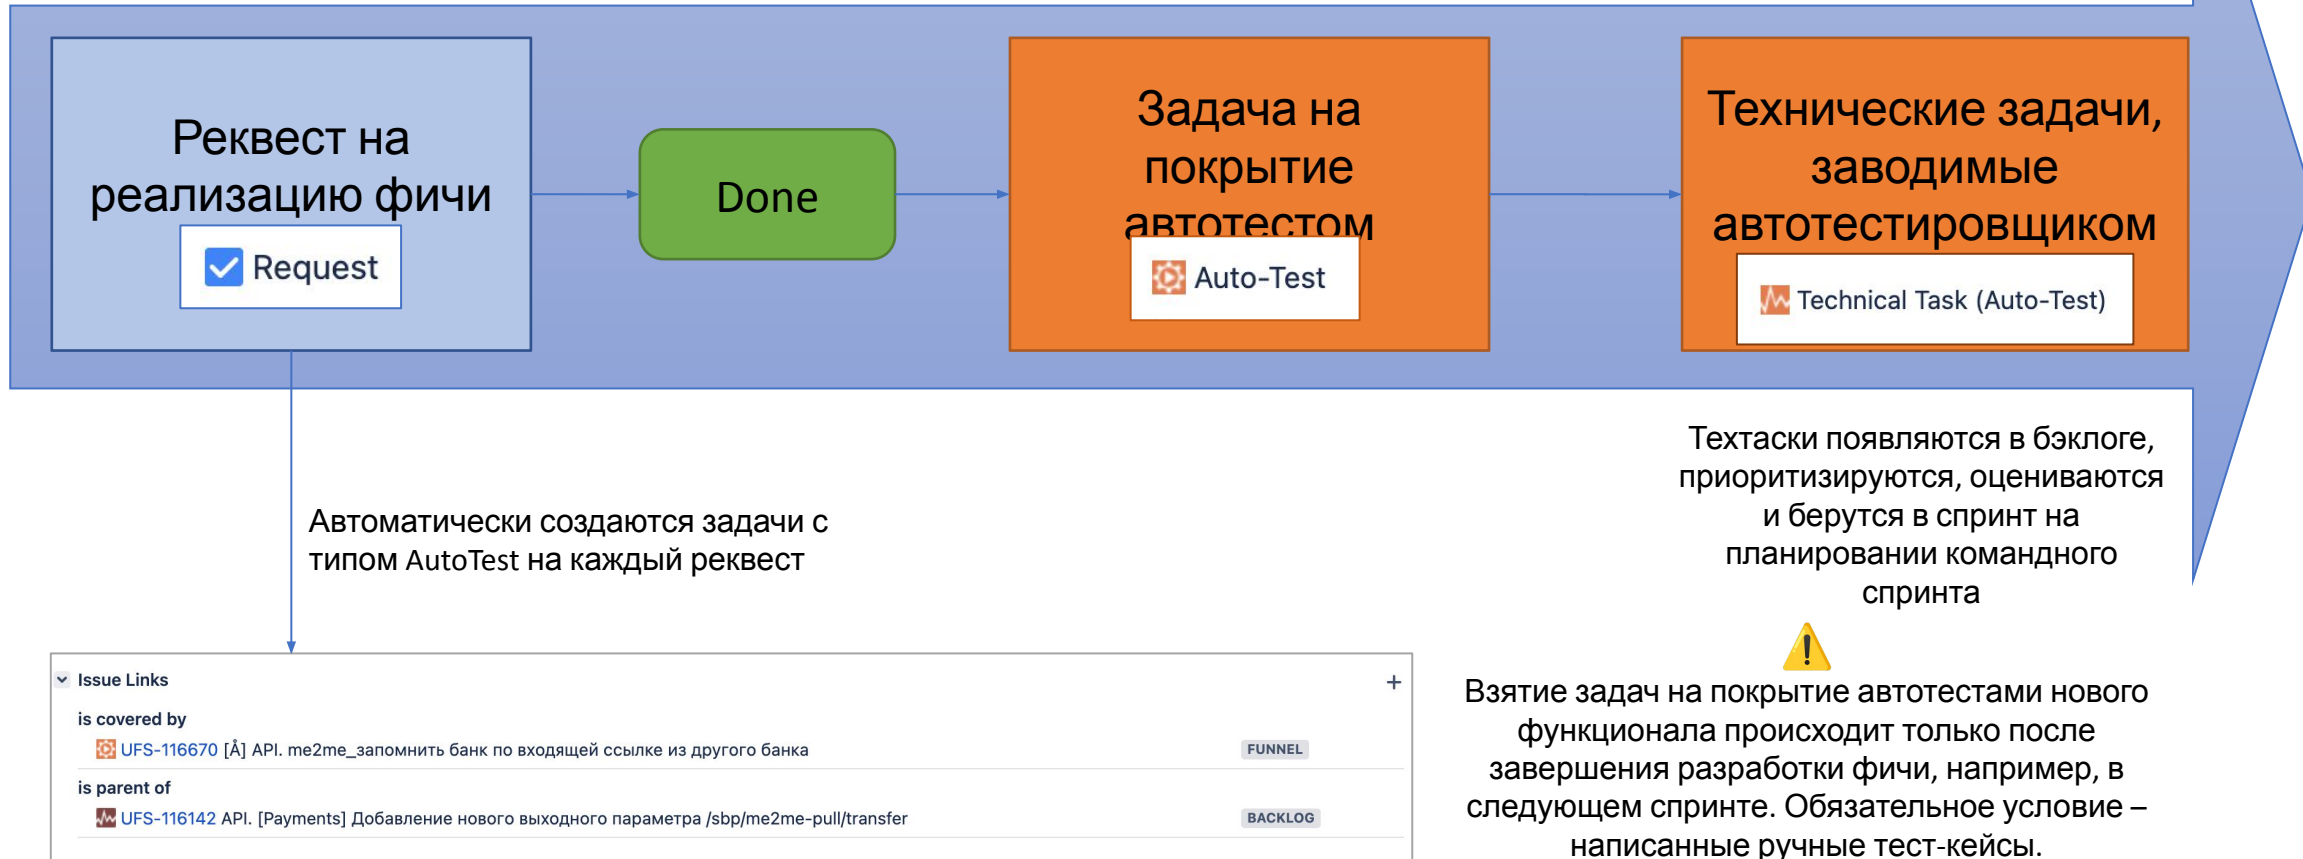 Реквест на
реализацию фичи
Request
Done
Задача на
покрытие
автотестом
Auto-Test
Технические задачи,
заводимые
автотестировщиком
Technical Task (Auto-Test)
Автоматически создаются задачи с
типом AutoTest на каждый реквест
Техтаски появляются в бэклоге,
приоритизируются, оцениваются
и берутся в спринт на
планировании командного
спринта
Issue Links
+
is covered by
UFS-116670 [Å] API. me2me_запомнить банк по входящей ссылке из другого банка FUNNEL
is parent of
UFS-116142 API. [Payments] Добавление нового выходного параметра /sbp/me2me-pull/transfer BACKLOG
Взятие задач на покрытие автотестами нового
функционала происходит только после
завершения разработки фичи, например, в
следующем спринте. Обязательное условие –
написанные ручные тест-кейсы.